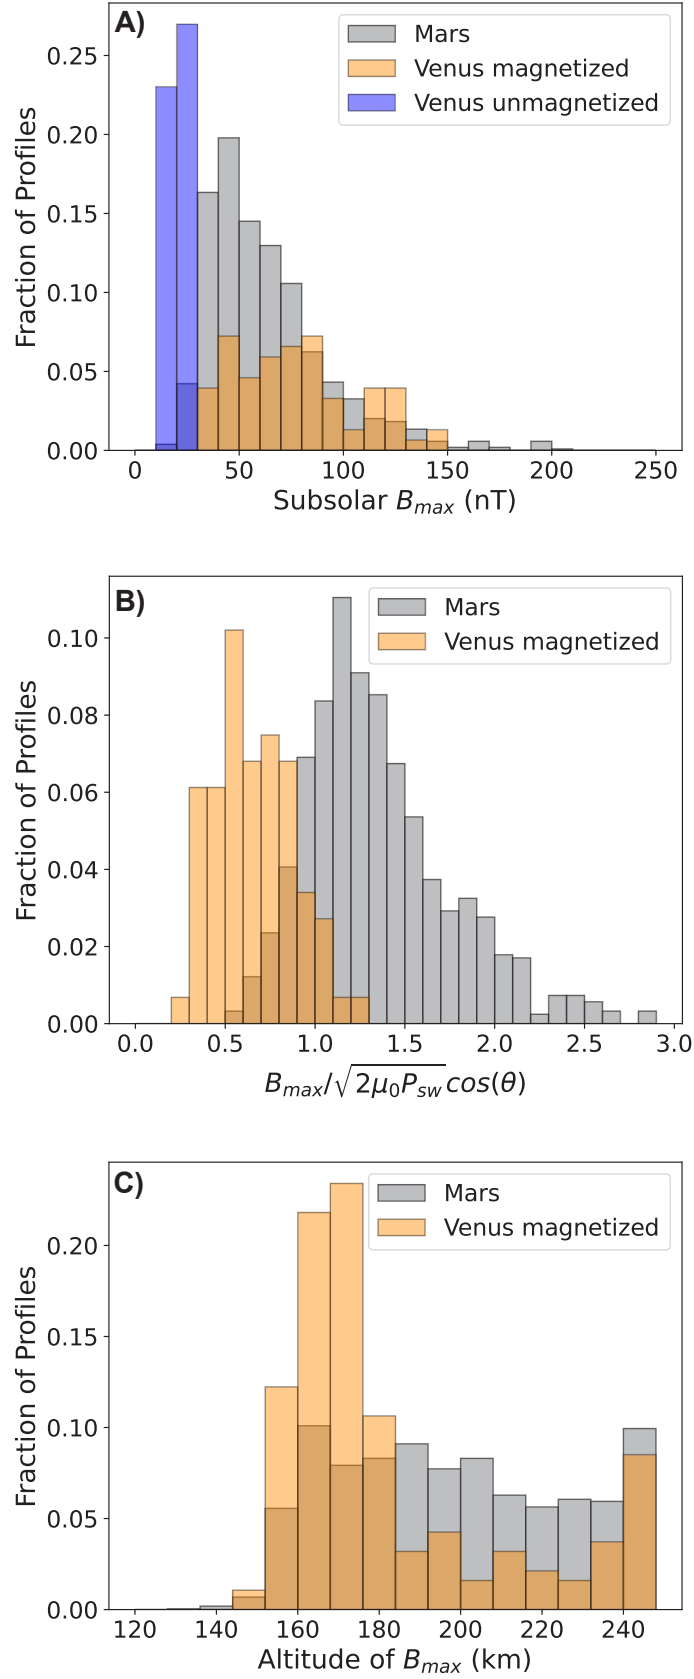 A)
Mars
Venus magnetized
Venus unmagnetized
Fraction of Profiles
0.25
0.20
0.15
0.10
0.05
0.00
0 50 100 150 200 250
Subsolar B_max (nT)
B)
Mars
Venus magnetized
Fraction of Profiles
0.10
0.08
0.06
0.04
0.02
0.00
0.0 0.5 1.0 1.5 2.0 2.5 3.0
B_max/√2μ₀P_sw cos(θ)
C)
Mars
Venus magnetized
Fraction of Profiles
0.20
0.15
0.10
0.05
0.00
120 140 160 180 200 220 240
Altitude of B_max (km)